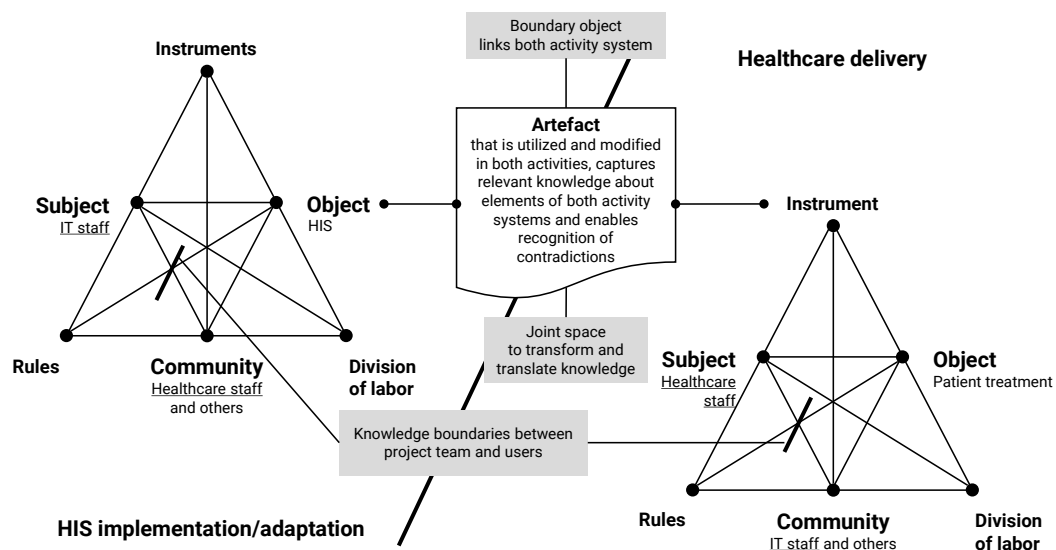 Boundary object
links both activity system
Healthcare delivery
Instruments
Artefact
that is utilized and modified
in both activities, captures
relevant knowledge about
elements of both activity
systems and enables
recognition of
contradictions
Subject
IT staff
Object
HIS
Instrument
Rules
Community
Healthcare staff
and others
Division
of labor
Joint space
to transform and
translate knowledge
Subject
Healthcare
staff
Object
Patient treatment
Knowledge boundaries between
project team and users
HIS implementation/adaptation
Rules
Community
IT staff and others
Division
of labor